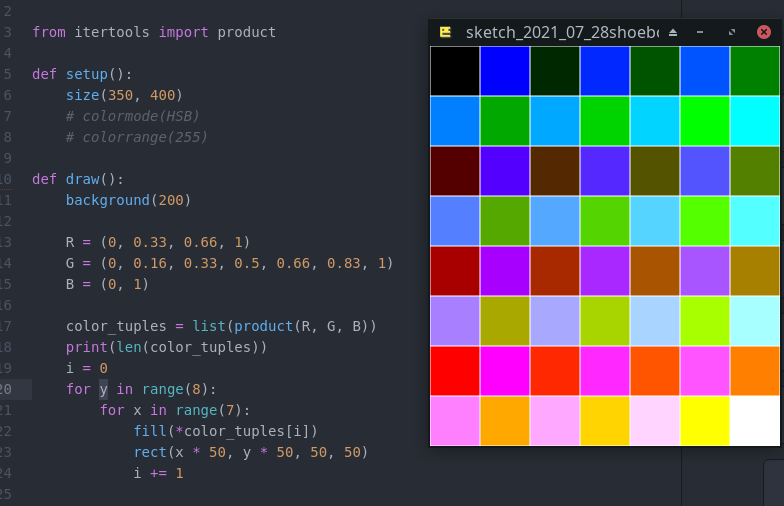 2
3 from itertools import product
4
5 def setup():
6     size(350, 400)
7     # colormode(HSB)
8     # colorrange(255)
9
10 def draw():
11     background(200)
12
13     R = (0, 0.33, 0.66, 1)
14     G = (0, 0.16, 0.33, 0.5, 0.66, 0.83, 1)
15     B = (0, 1)
16
17     color_tuples = list(product(R, G, B))
18     print(len(color_tuples))
19     i = 0
20     for y in range(8):
21         for x in range(7):
22             fill(*color_tuples[i])
23             rect(x * 50, y * 50, 50, 50)
24             i += 1
25
sketch_2021_07_28shoebo